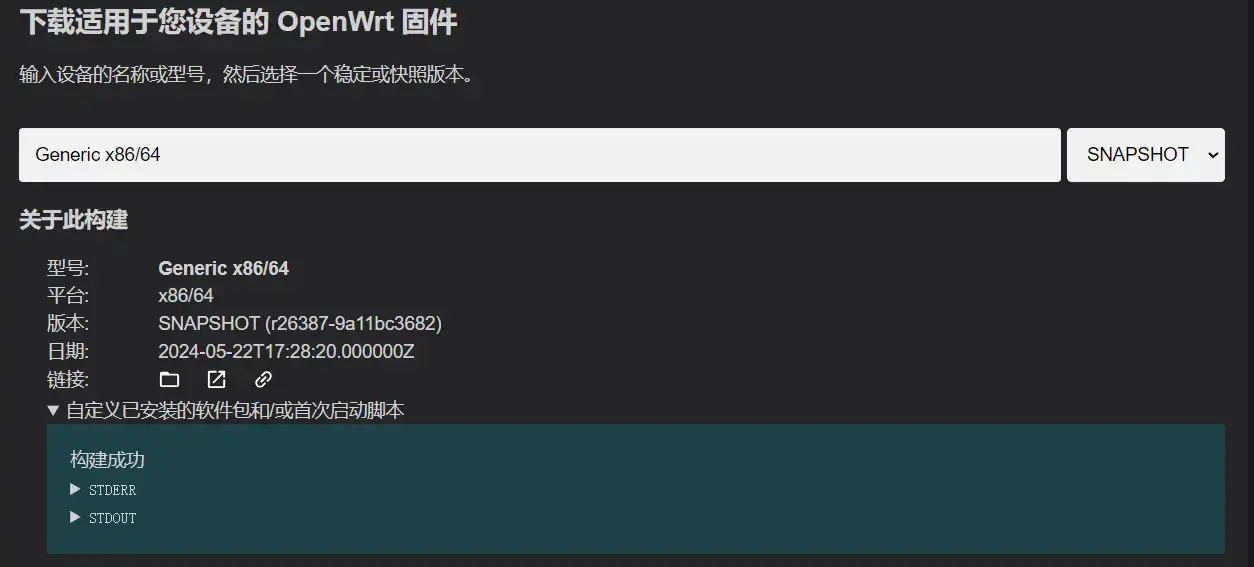 下载适用于您设备的 OpenWrt 固件
输入设备的名称或型号，然后选择一个稳定或快照版本。
Generic x86/64 SNAPSHOT
关于此构建
型号: Generic x86/64
平台: x86/64
版本: SNAPSHOT (r26387-9a11bc3682)
日期: 2024-05-22T17:28:20.000000Z
链接:
▼ 自定义已安装的软件包和/或首次启动脚本
构建成功
▶ STDERR
▶ STDOUT